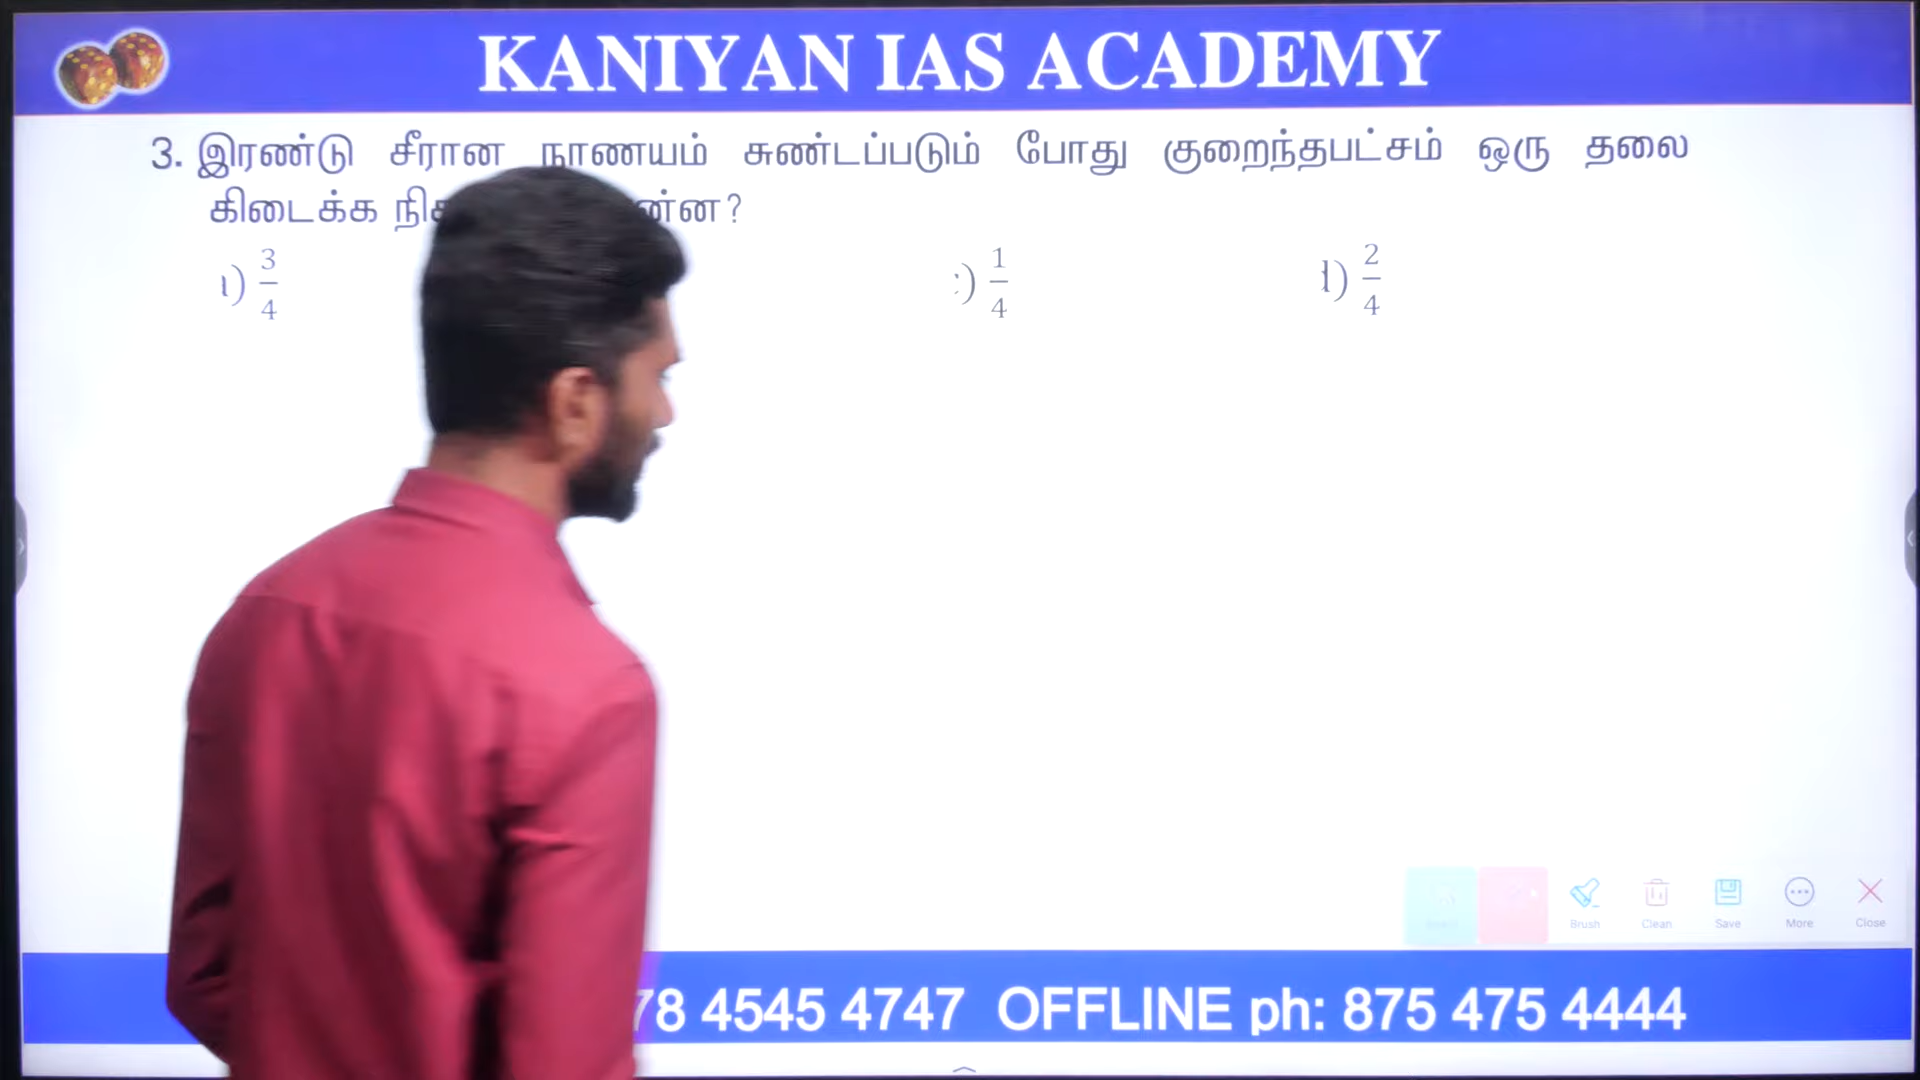 KANIYAN IAS ACADEMY
3. இரண்டு சீரான நாணயம் சுண்டப்படும் போது குறைந்தபட்சம் ஒரு தலை
கிடைக்க
?
) 3/4 ) 1/4 ) 2/4
Brush Clean Save More Close
78 4545 4747 OFFLINE ph: 875 475 4444